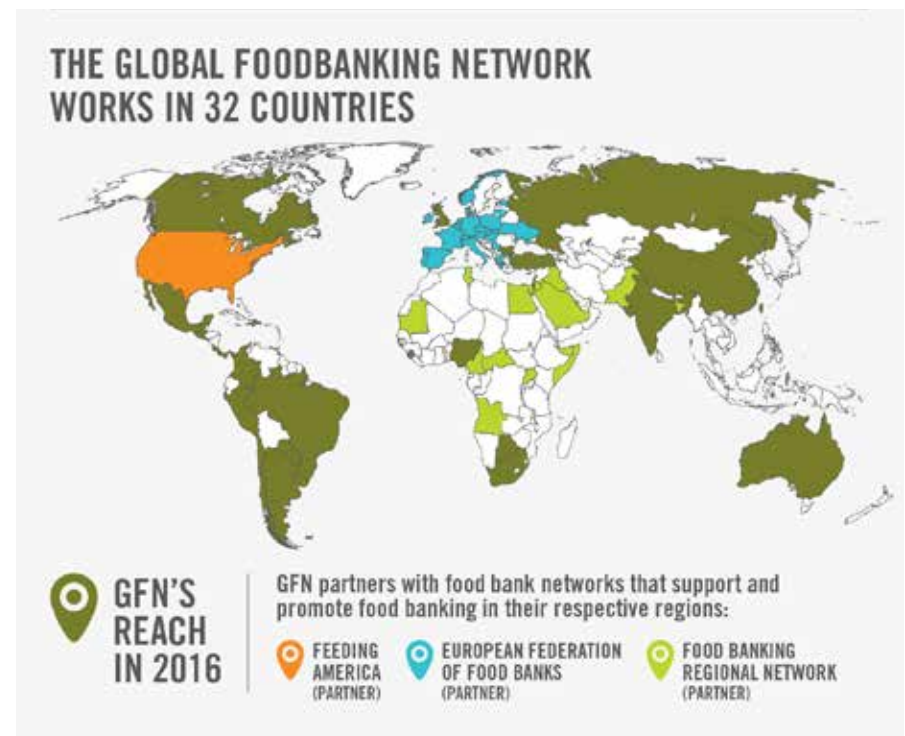 THE GLOBAL FOODBANKING NETWORK
WORKS IN 32 COUNTRIES
GFN'S
REACH
IN 2016
GFN partners with food bank networks that support and
promote food banking in their respective regions:
FEEDING
AMERICA
(PARTNER)
EUROPEAN FEDERATION
OF FOOD BANKS
(PARTNER)
FOOD BANKING
REGIONAL NETWORK
(PARTNER)